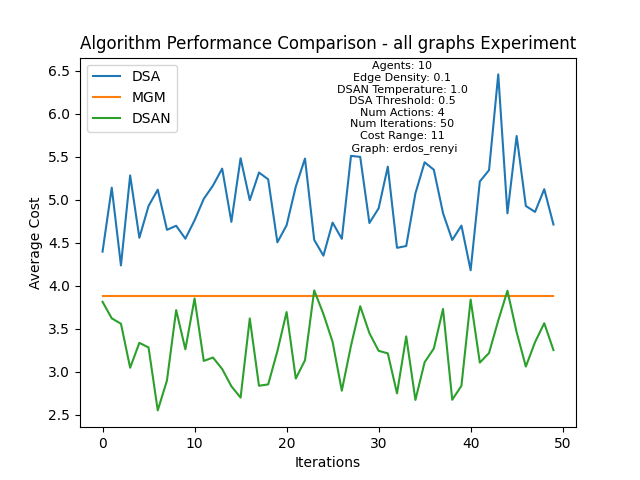 Algorithm Performance Comparison - all graphs Experiment
DSA
MGM
DSAN
Agents: 10
Edge Density: 0.1
DSAN Temperature: 1.0
DSA Threshold: 0.5
Num Actions: 4
Num Iterations: 50
Cost Range: 11
Graph: erdos_renyi
Average Cost
6.5
6.0
5.5
5.0
4.5
4.0
3.5
3.0
2.5
0 10 20 30 40 50
Iterations